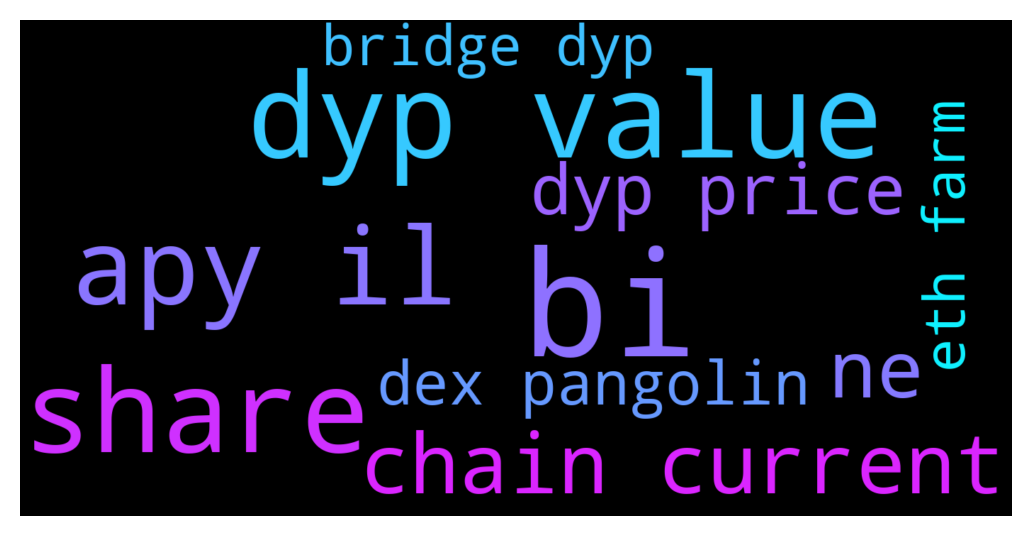 bridge dyp
dyp value
dyp price
eth farm
apy il
bi
share
dex pangolin
ne
chain current